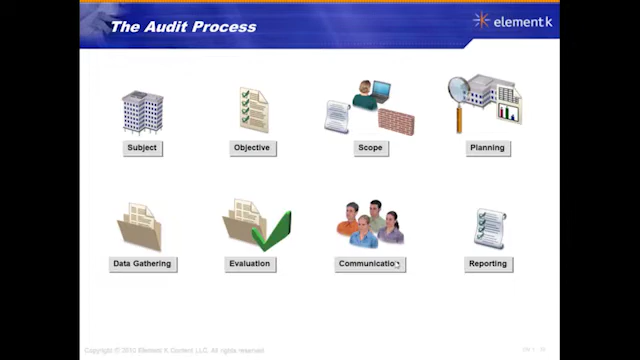 The Audit Process
element k
Subject
Objective
Scope
Planning
Data Gathering
Evaluation
Communication
Reporting
Copyright © 2010 Element K Content LLC. All rights reserved